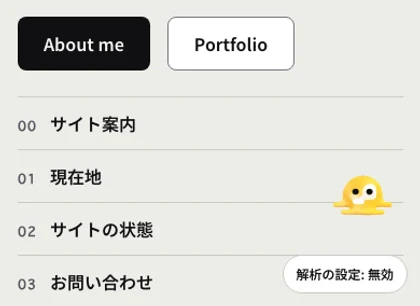 About me
Portfolio
00 サイト案内
01 現在地
02 サイトの状態
03 お問い合わせ
解析の設定: 無効